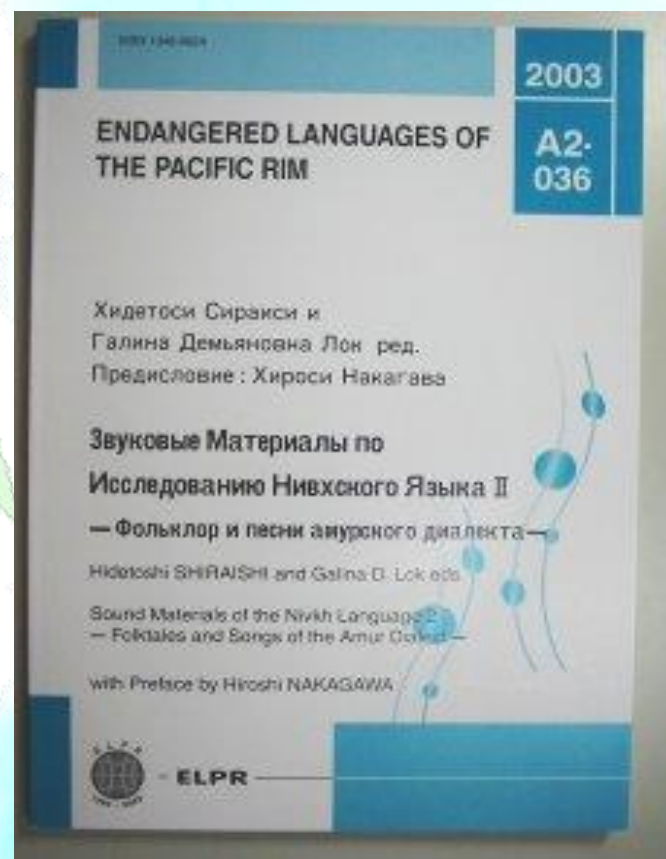 2003
A2-
036
ENDANGERED LANGUAGES OF
THE PACIFIC RIM
Хидетоси Сираиси и
Галина Демьяновна Лок ред.
Предисловие : Хироси Накагава
Звуковые Материалы по
Исследованию Нивхского Языка II
— Фольклор и песни амурского диалекта —
Hidetoshi SHIRAISHI and Galina D. Lok eds.
Sound Materials of the Nivkh Language 2
— Folktales and Songs of the Amur Dialect —
with Preface by Hiroshi NAKAGAWA
ELPR
ELPR